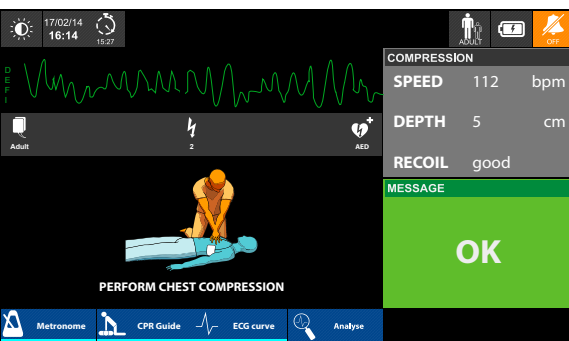 17/02/14
16:14
15:27
ADULT
OFF
DEFI
COMPRESSION
SPEED 112 bpm
DEPTH 5 cm
RECOIL good
Adult
2
AED
MESSAGE
OK
PERFORM CHEST COMPRESSION
Metronome
CPR Guide
ECG curve
Analyse